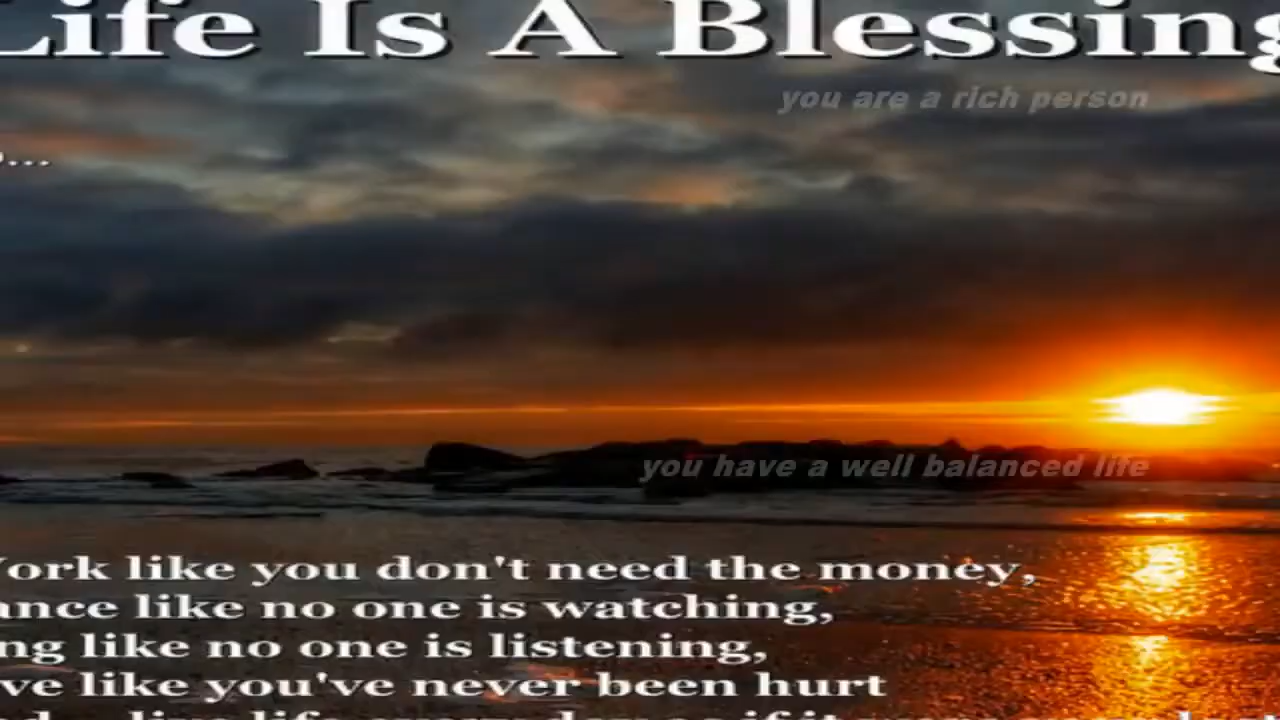 Life Is A Blessing
you are a rich person
...
you have a well balanced life
ork like you don't need the money,
ance like no one is watching,
ng like no one is listening,
ve like you've never been hurt